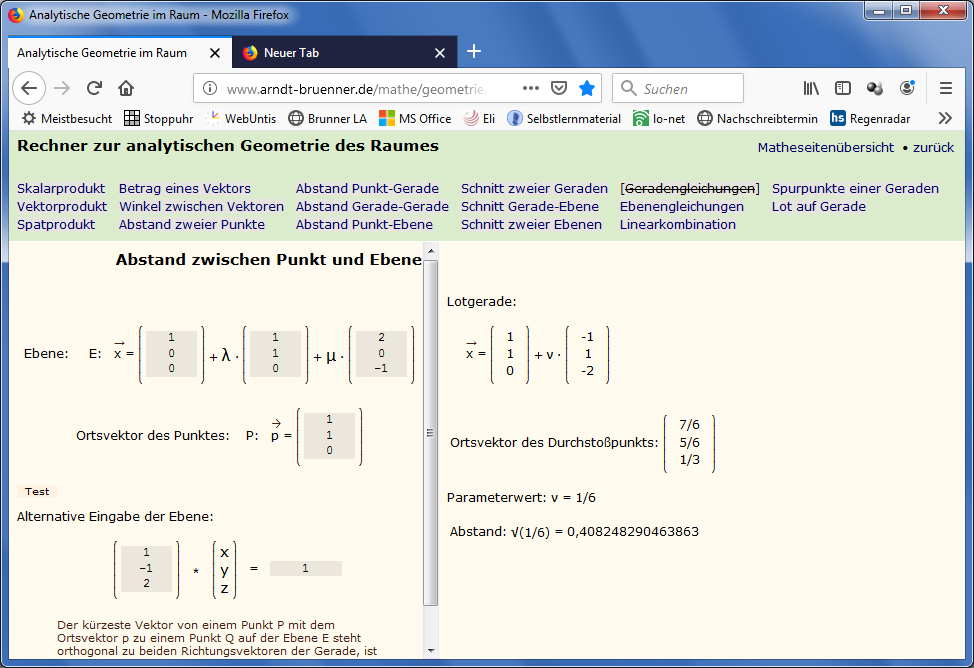 Analytische Geometrie im Raum - Mozilla Firefox
Analytische Geometrie im Raum Neuer Tab
www.arndt-bruenner.de/mathe/geometrie Suchen
Meistbesucht Stoppuhr WebUntis Brunner LA MS Office Eli Selbstlernmaterial lo-net Nachschreibtermin hs Regenradar
Rechner zur analytischen Geometrie des Raumes Matheseitenübersicht • zurück
Skalarprodukt Betrag eines Vektors Abstand Punkt-Gerade Schnitt zweier Geraden [Geradengleichungen] Spurpunkte einer Geraden
Vektorprodukt Winkel zwischen Vektoren Abstand Gerade-Gerade Schnitt Gerade-Ebene Ebenengleichungen Lot auf Gerade
Spatprodukt Abstand zweier Punkte Abstand Punkt-Ebene Schnitt zweier Ebenen Linearkombination
Abstand zwischen Punkt und Ebene
1 1 2
Ebene: E: x = 0 + λ · 1 + μ · 0
0 0 −1
1
Ortsvektor des Punktes: P: p = 1
0
Test
Alternative Eingabe der Ebene:
1 x
−1 * y = 1
2 z
Der kürzeste Vektor von einem Punkt P mit dem
Ortsvektor p zu einem Punkt Q auf der Ebene E steht
orthogonal zu beiden Richtungsvektoren der Gerade, ist
Lotgerade:
1 -1
x = 1 + ν · 1
0 -2
7/6
Ortsvektor des Durchstoßpunkts: 5/6
1/3
Parameterwert: ν = 1/6
Abstand: √(1/6) = 0,408248290463863